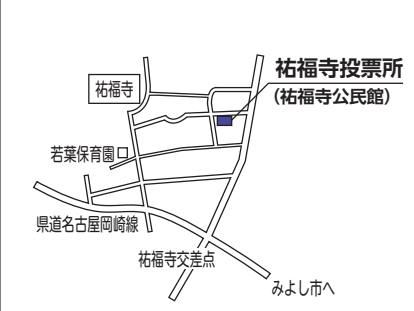 祐福寺投票所
(祐福寺公民館)
祐福寺
若葉保育園
県道名古屋岡崎線
祐福寺交差点
みよし市へ